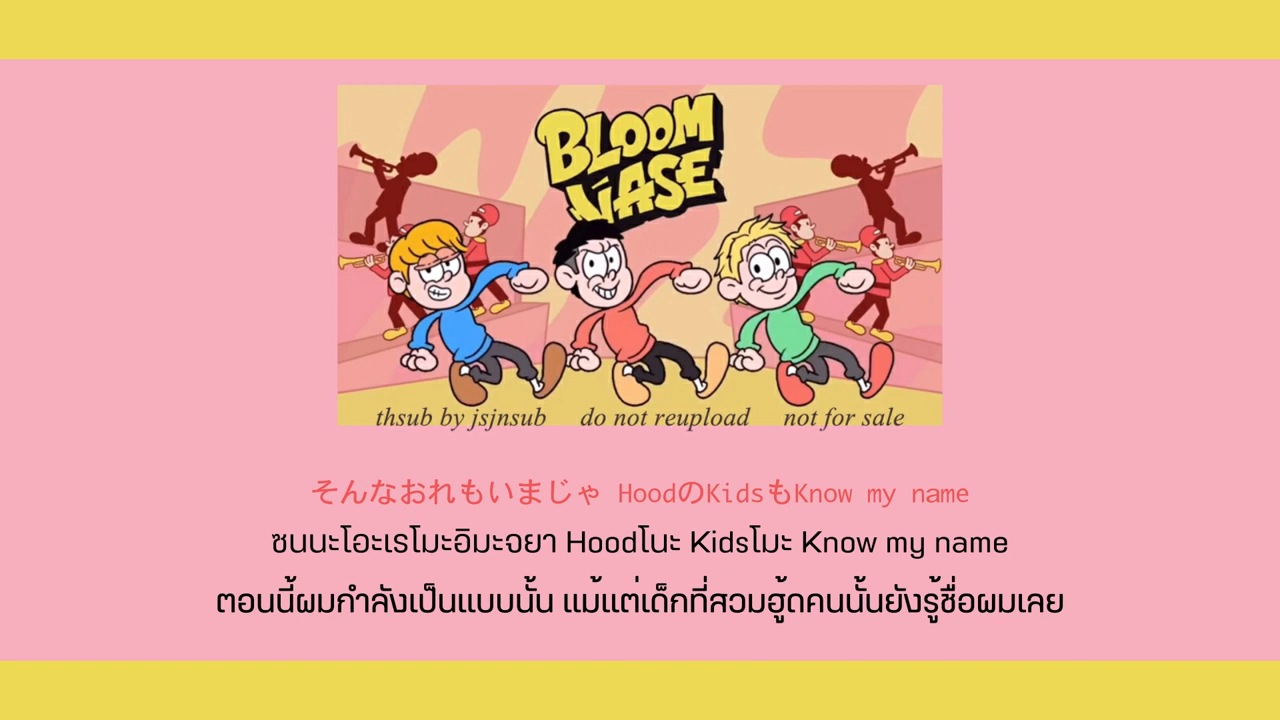 BLOOM
VASE
thsub by jsjnsub do not reupload not for sale
そんなおれもいまじゃ HoodのKidsもKnow my name
ซนนะโอะเรโมะอิมะจยา Hoodโนะ Kidsโมะ Know my name
ตอนนี้ผมกำลังเป็นแบบนั้น แม้แต่เด็กที่สวมฮู้ดคนนั้นยังรู้ชื่อผมเลย